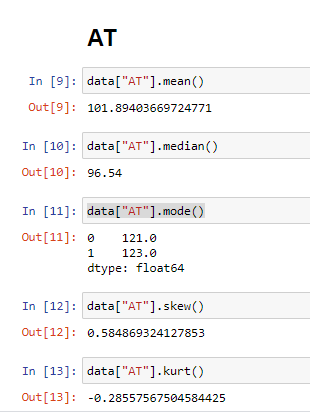 AT
In [9]: data["AT"].mean()
Out[9]: 101.89403669724771
In [10]: data["AT"].median()
Out[10]: 96.54
In [11]: data["AT"].mode()
Out[11]: 0    121.0
1    123.0
dtype: float64
In [12]: data["AT"].skew()
Out[12]: 0.584869324127853
In [13]: data["AT"].kurt()
Out[13]: -0.28557567504584425